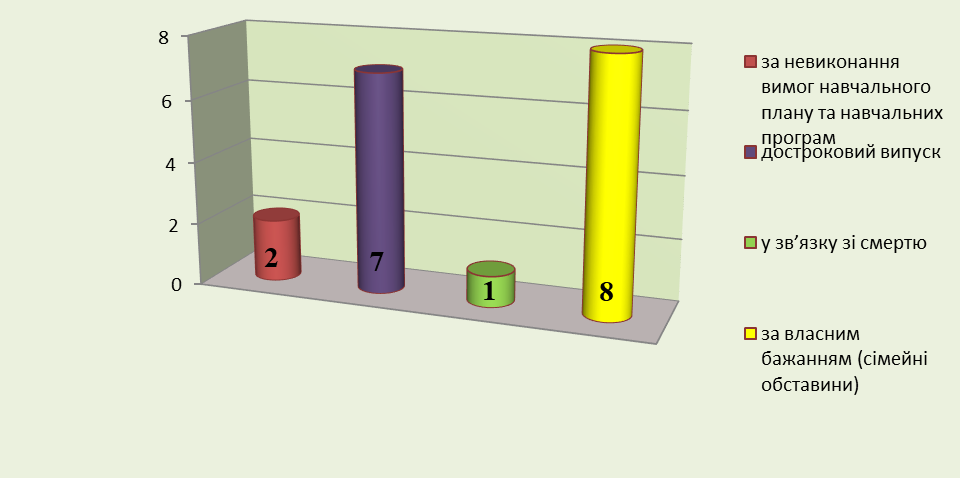 8
6
4
2
0
2
7
1
8
за невиконання
вимог навчального
плану та навчальних
програм
достроковий випуск
у зв’язку зі смертю
за власним
бажанням (сімейні
обставини)